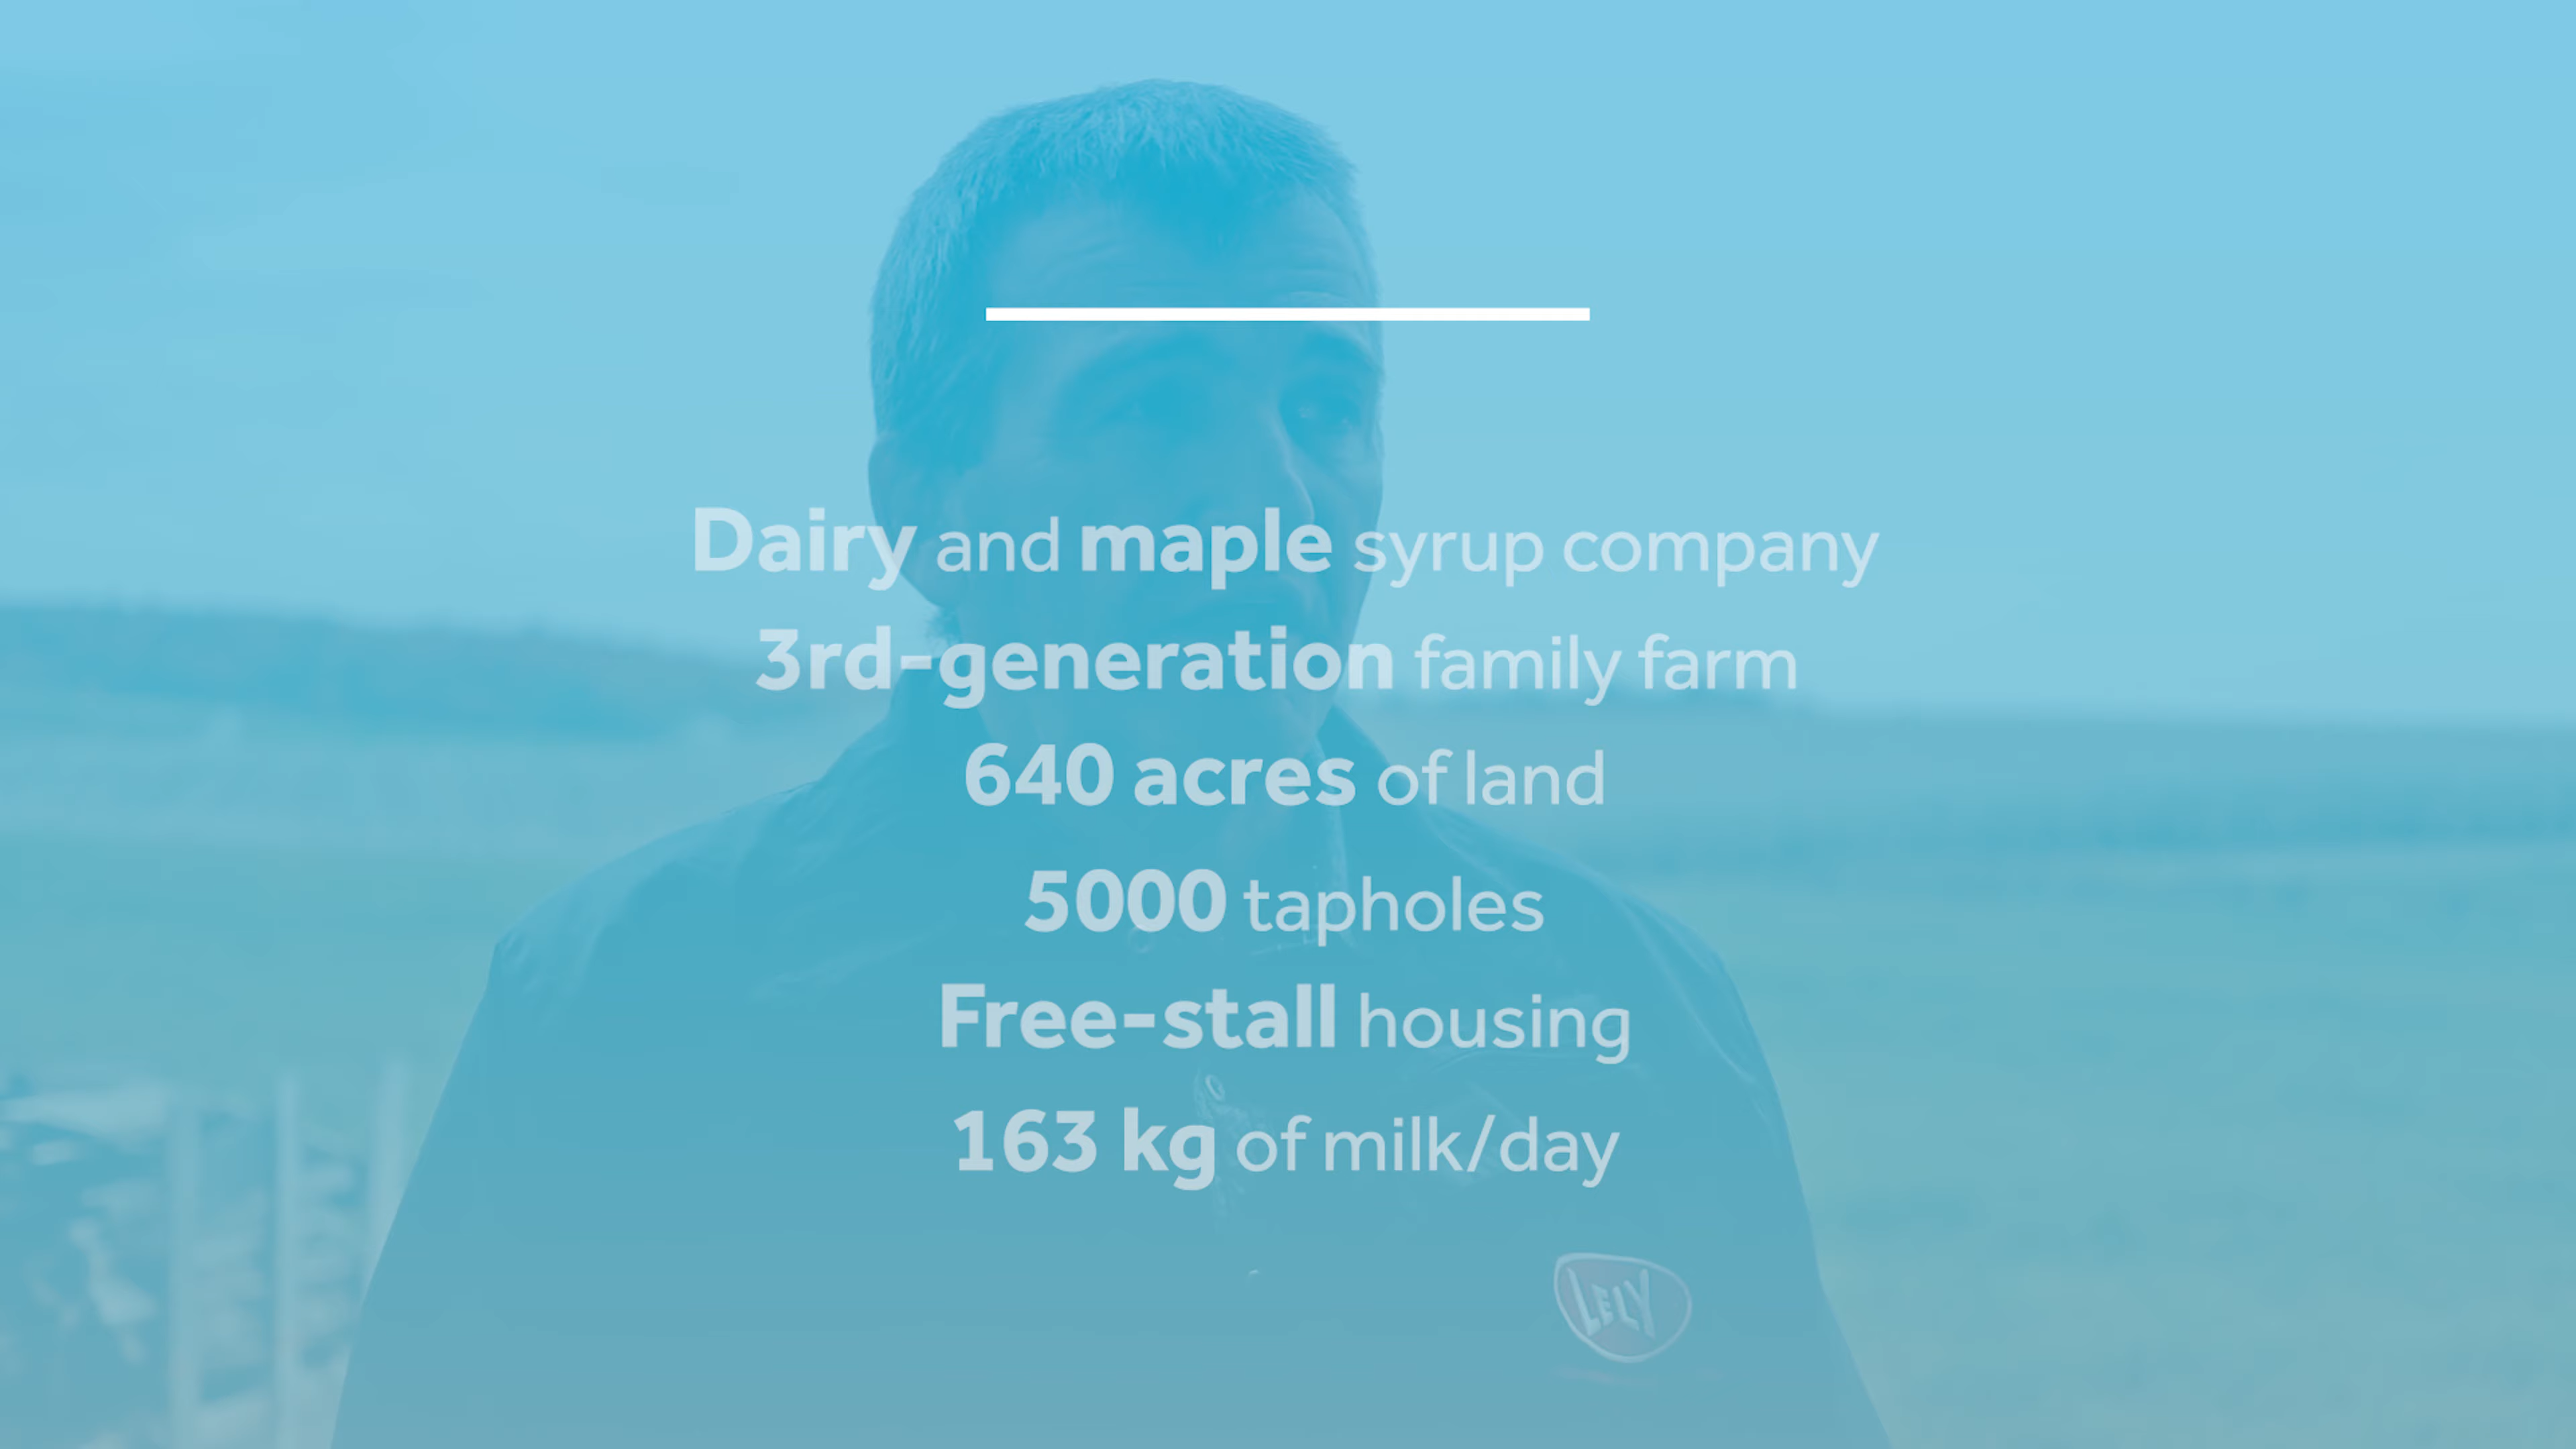 Dairy and maple syrup company
3rd-generation family farm
640 acres of land
5000 tapholes
Free-stall housing
163 kg of milk/day
LELY